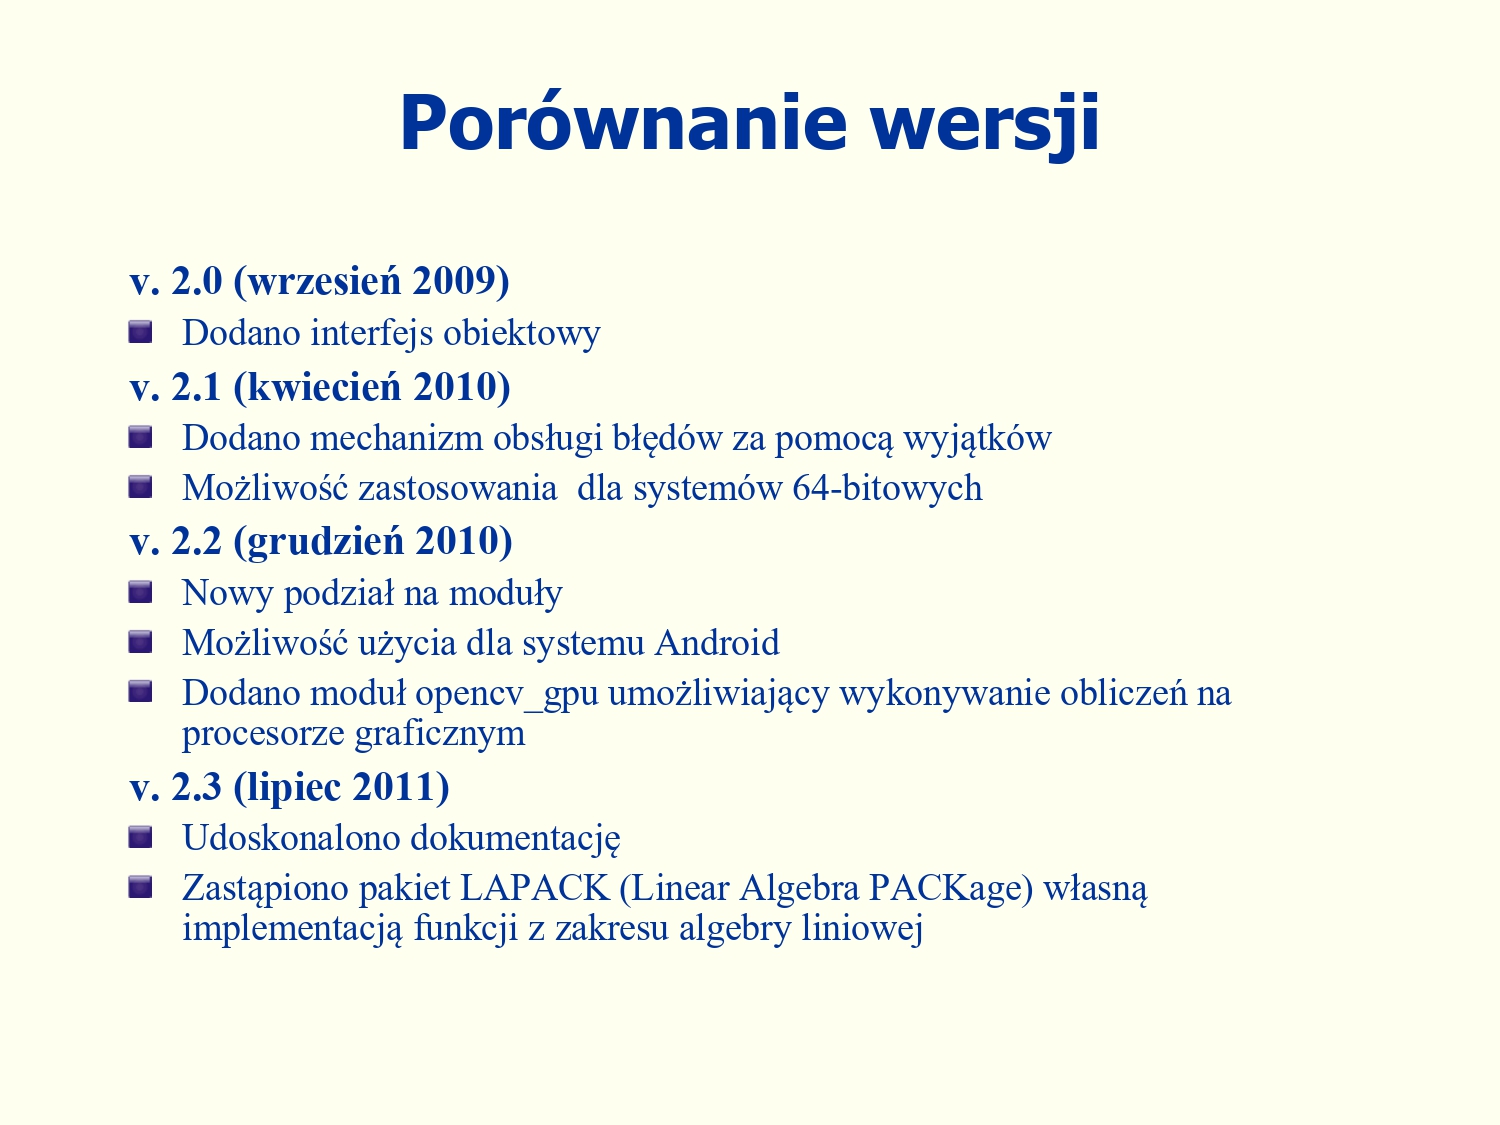 Porównanie wersji
v. 2.0 (wrzesień 2009)
Dodano interfejs obiektowy
v. 2.1 (kwiecień 2010)
Dodano mechanizm obsługi błędów za pomocą wyjątków
Możliwość zastosowania  dla systemów 64-bitowych
v. 2.2 (grudzień 2010)
Nowy podział na moduły
Możliwość użycia dla systemu Android
Dodano moduł opencv_gpu umożliwiający wykonywanie obliczeń na
procesorze graficznym
v. 2.3 (lipiec 2011)
Udoskonalono dokumentację
Zastąpiono pakiet LAPACK (Linear Algebra PACKage) własną
implementacją funkcji z zakresu algebry liniowej